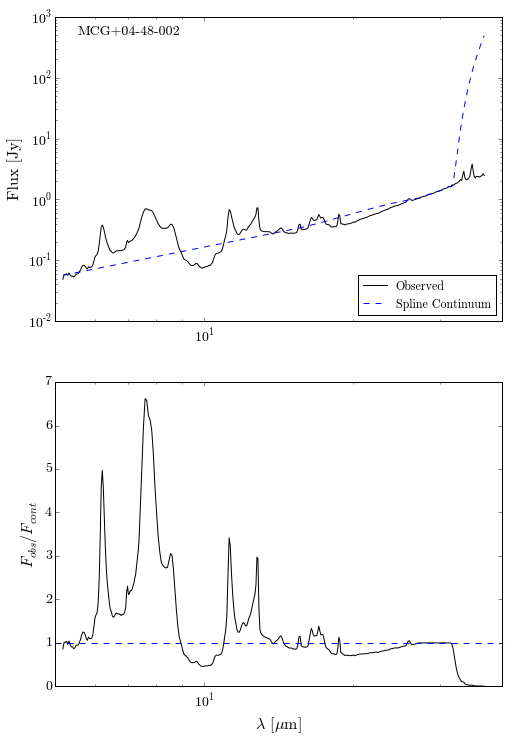 MCG+04-48-002
10^3
10^2
10^1
10^0
10^-1
10^-2
Flux [Jy]
Observed
Spline Continuum
10^1
7
6
5
4
3
2
1
0
F_obs/F_cont
10^1
λ [μm]